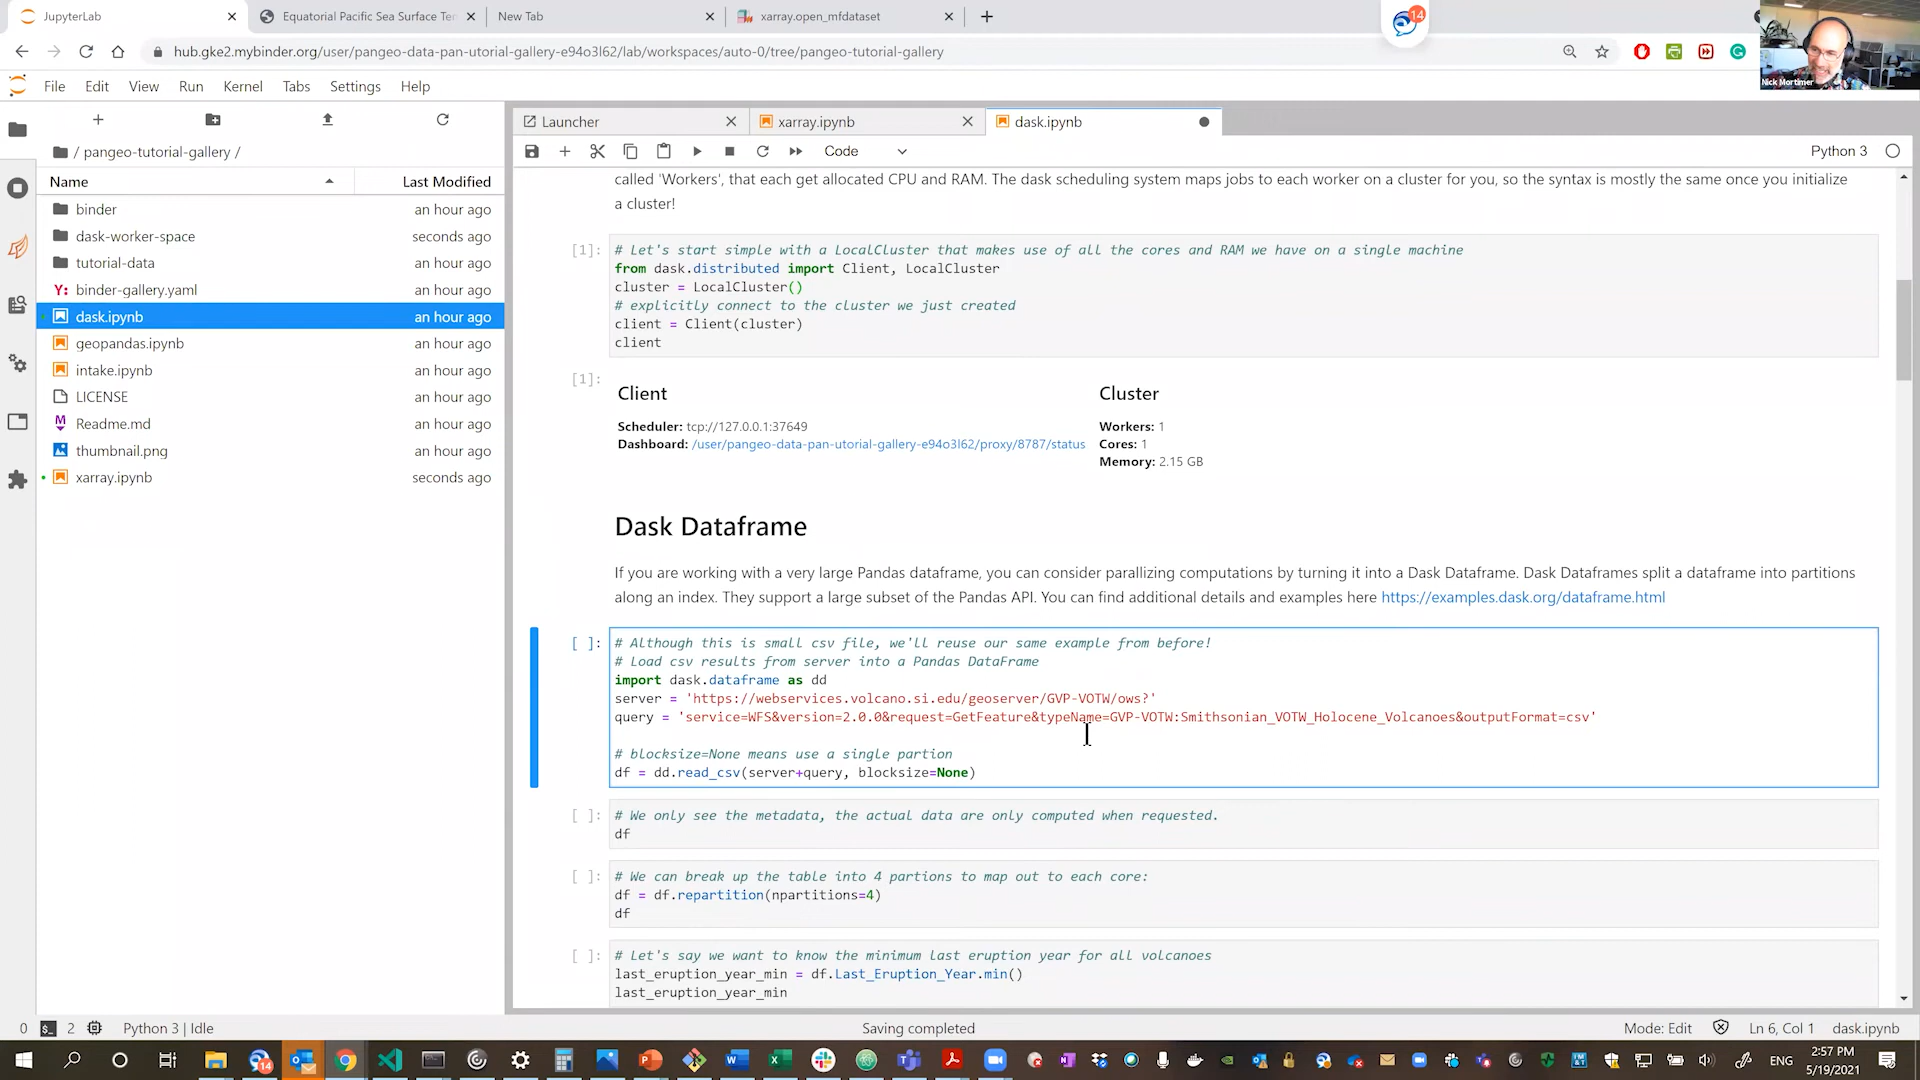 JupyterLab
Equatorial Pacific Sea Surface Ten
New Tab
xarray.open_mfdataset
14
hub.gke2.mybinder.org/user/pangeo-data-pan-utorial-gallery-e94o3l62/lab/workspaces/auto-0/tree/pangeo-tutorial-gallery
Nick Mortimer
File Edit View Run Kernel Tabs Settings Help
Launcher
xarray.ipynb
dask.ipynb
/ pangeo-tutorial-gallery /
Code
Python 3
Name
Last Modified
binder an hour ago
dask-worker-space seconds ago
tutorial-data an hour ago
Y: binder-gallery.yaml an hour ago
dask.ipynb an hour ago
geopandas.ipynb an hour ago
intake.ipynb an hour ago
LICENSE an hour ago
M Readme.md an hour ago
thumbnail.png an hour ago
xarray.ipynb seconds ago
called 'Workers', that each get allocated CPU and RAM. The dask scheduling system maps jobs to each worker on a cluster for you, so the syntax is mostly the same once you initialize
a cluster!
[1]: # Let's start simple with a LocalCluster that makes use of all the cores and RAM we have on a single machine
from dask.distributed import Client, LocalCluster
cluster = LocalCluster()
# explicitly connect to the cluster we just created
client = Client(cluster)
client
[1]:
Client
Scheduler: tcp://127.0.0.1:37649
Dashboard: /user/pangeo-data-pan-utorial-gallery-e94o3l62/proxy/8787/status
Cluster
Workers: 1
Cores: 1
Memory: 2.15 GB
Dask Dataframe
If you are working with a very large Pandas dataframe, you can consider parallizing computations by turning it into a Dask Dataframe. Dask Dataframes split a dataframe into partitions
along an index. They support a large subset of the Pandas API. You can find additional details and examples here https://examples.dask.org/dataframe.html
[ ]: # Although this is small csv file, we'll reuse our same example from before!
# Load csv results from server into a Pandas DataFrame
import dask.dataframe as dd
server = 'https://webservices.volcano.si.edu/geoserver/GVP-VOTW/ows?'
query = 'service=WFS&version=2.0.0&request=GetFeature&typeName=GVP-VOTW:Smithsonian_VOTW_Holocene_Volcanoes&outputFormat=csv'
# blocksize=None means use a single partion
df = dd.read_csv(server+query, blocksize=None)
[ ]: # We only see the metadata, the actual data are only computed when requested.
df
[ ]: # We can break up the table into 4 partions to map out to each core:
df = df.repartition(npartitions=4)
df
[ ]: # Let's say we want to know the minimum last eruption year for all volcanoes
last_eruption_year_min = df.Last_Eruption_Year.min()
last_eruption_year_min
0 2 Python 3 | Idle
Saving completed
Mode: Edit Ln 6, Col 1 dask.ipynb
14
ENG
2:57 PM
5/19/2021